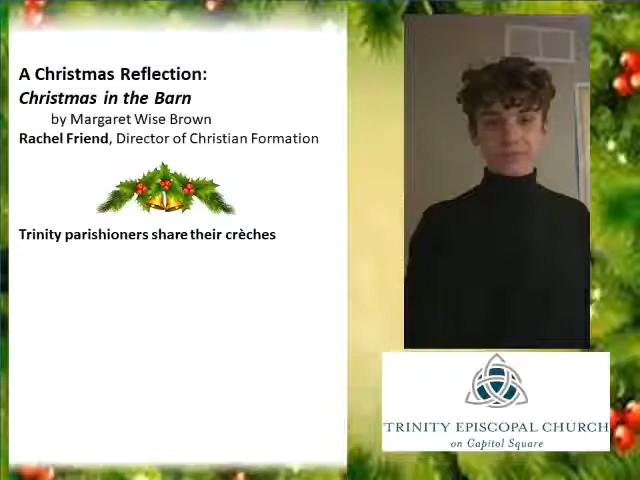 A Christmas Reflection:
Christmas in the Barn
by Margaret Wise Brown
Rachel Friend, Director of Christian Formation
Trinity parishioners share their crèches
TRINITY EPISCOPAL CHURCH
on Capitol Square